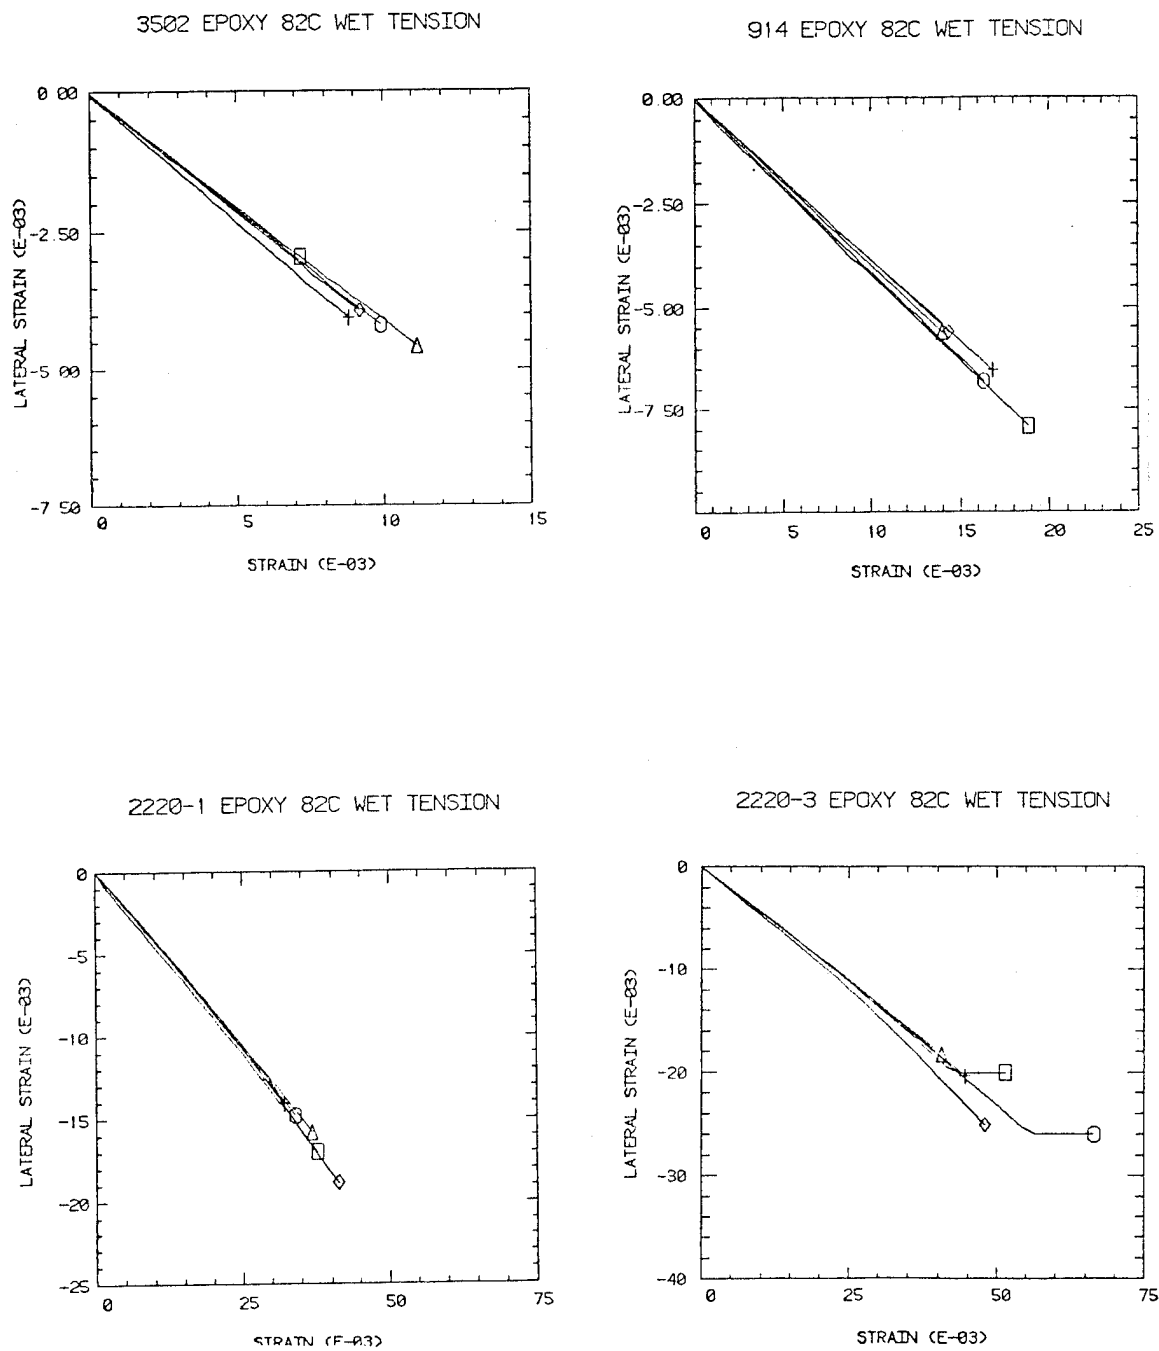 3502 EPOXY 82C WET TENSION
0 00
-2.50
-5 00
-7 50
0 5 10 15
LATERAL STRAIN (E-03)
STRAIN (E-03)
914 EPOXY 82C WET TENSION
0.00
-2.50
-5.00
-7 50
0 5 10 15 20 25
LATERAL STRAIN (E-03)
STRAIN (E-03)
2220-1 EPOXY 82C WET TENSION
0
-5
-10
-15
-20
-25
0 25 50 75
LATERAL STRAIN (E-03)
STRAIN (E-03)
2220-3 EPOXY 82C WET TENSION
0
-10
-20
-30
-40
0 25 50 75
LATERAL STRAIN (E-03)
STRAIN (E-03)